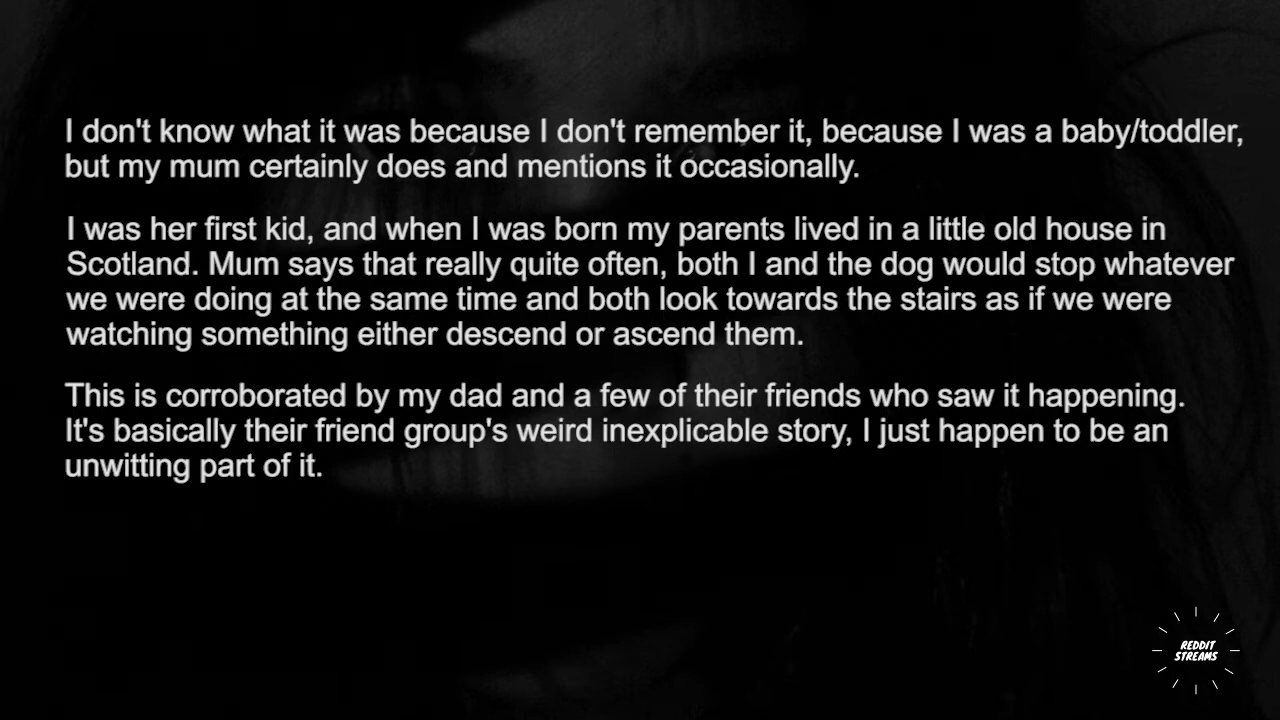 I don't know what it was because I don't remember it, because I was a baby/toddler,
but my mum certainly does and mentions it occasionally.
I was her first kid, and when I was born my parents lived in a little old house in
Scotland. Mum says that really quite often, both I and the dog would stop whatever
we were doing at the same time and both look towards the stairs as if we were
watching something either descend or ascend them.
This is corroborated by my dad and a few of their friends who saw it happening.
It's basically their friend group's weird inexplicable story, I just happen to be an
unwitting part of it.
REDDIT
STREAMS